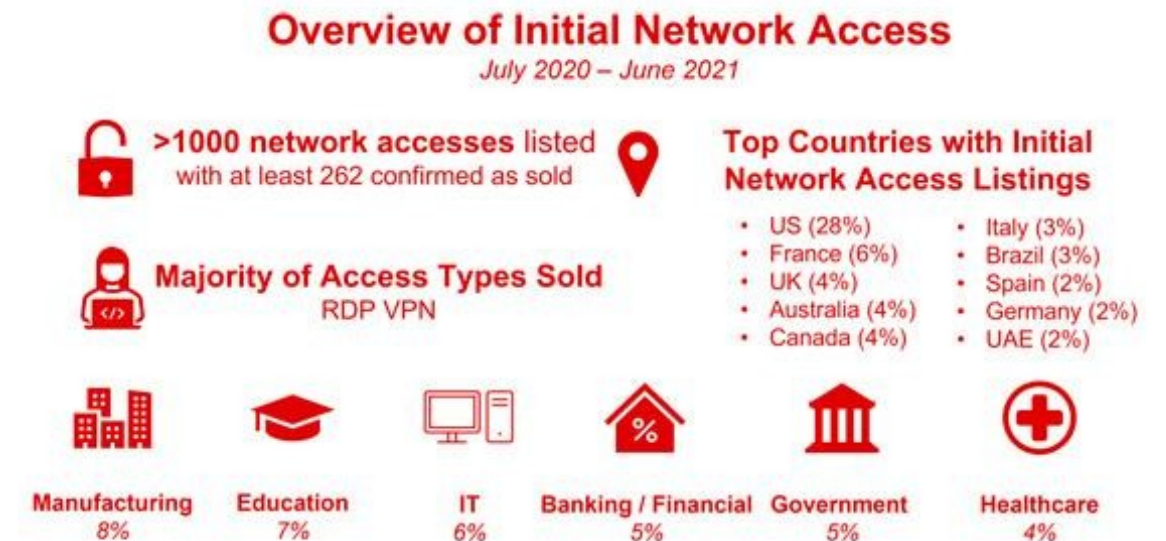 Overview of Initial Network Access
July 2020 – June 2021
>1000 network accesses listed
with at least 262 confirmed as sold
Majority of Access Types Sold
RDP VPN
Top Countries with Initial
Network Access Listings
• US (28%)
• France (6%)
• UK (4%)
• Australia (4%)
• Canada (4%)
• Italy (3%)
• Brazil (3%)
• Spain (2%)
• Germany (2%)
• UAE (2%)
</>
%
Manufacturing
8%
Education
7%
IT
6%
Banking / Financial
5%
Government
5%
Healthcare
4%